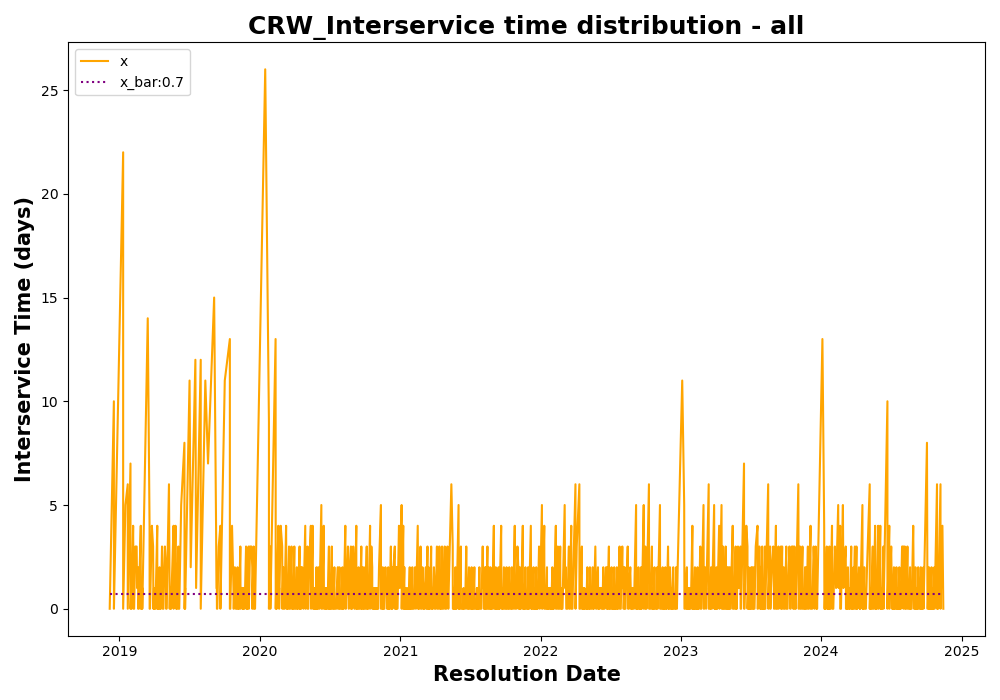 CRW_Interservice time distribution - all
x
x_bar:0.7
Interservice Time (days)
25
20
15
10
5
0
2019 2020 2021 2022 2023 2024 2025
Resolution Date